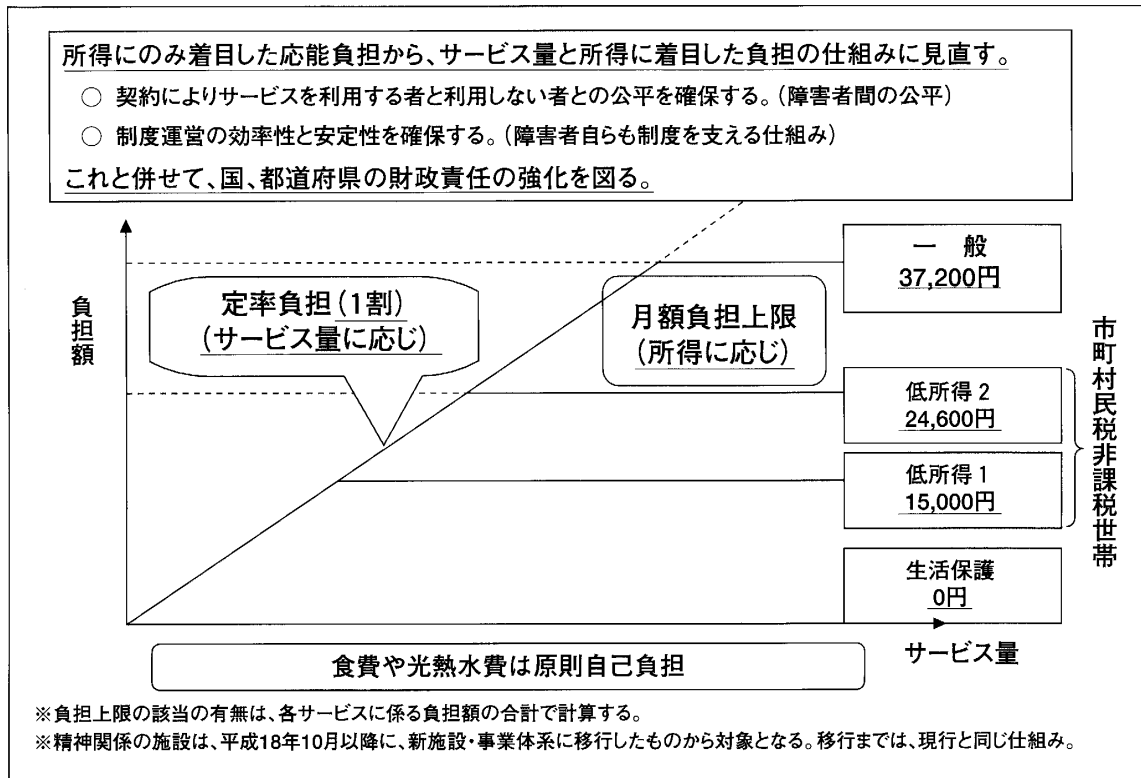 所得にのみ着目した応能負担から、サービス量と所得に着目した負担の仕組みに見直す。
○ 契約によりサービスを利用する者と利用しない者との公平を確保する。(障害者間の公平)
○ 制度運営の効率性と安定性を確保する。(障害者自らも制度を支える仕組み)
これと併せて、国、都道府県の財政責任の強化を図る。
負担額
定率負担(1割)
(サービス量に応じ)
月額負担上限
(所得に応じ)
一 般
37,200円
低所得2
24,600円
低所得1
15,000円
生活保護
0円
市町村民税非課税世帯
サービス量
食費や光熱水費は原則自己負担
※負担上限の該当の有無は、各サービスに係る負担額の合計で計算する。
※精神関係の施設は、平成18年10月以降に、新施設・事業体系に移行したものから対象となる。移行までは、現行と同じ仕組み。